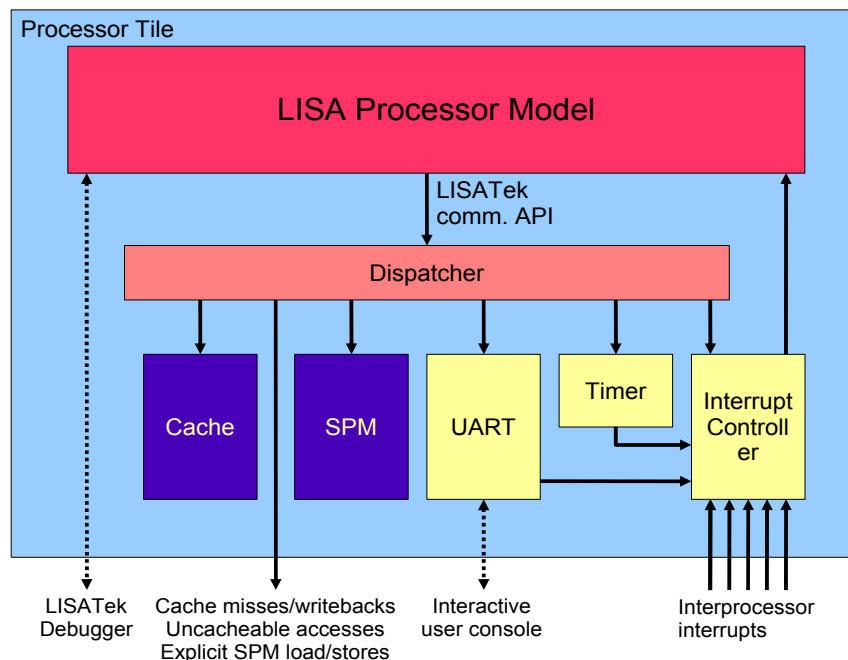 Processor Tile
LISA Processor Model
LISATek
comm. API
Dispatcher
Cache
SPM
UART
Timer
Interrupt
Controll
er
LISATek
Debugger
Cache misses/writebacks
Uncacheable accesses
Explicit SPM load/stores
Interactive
user console
Interprocessor
interrupts